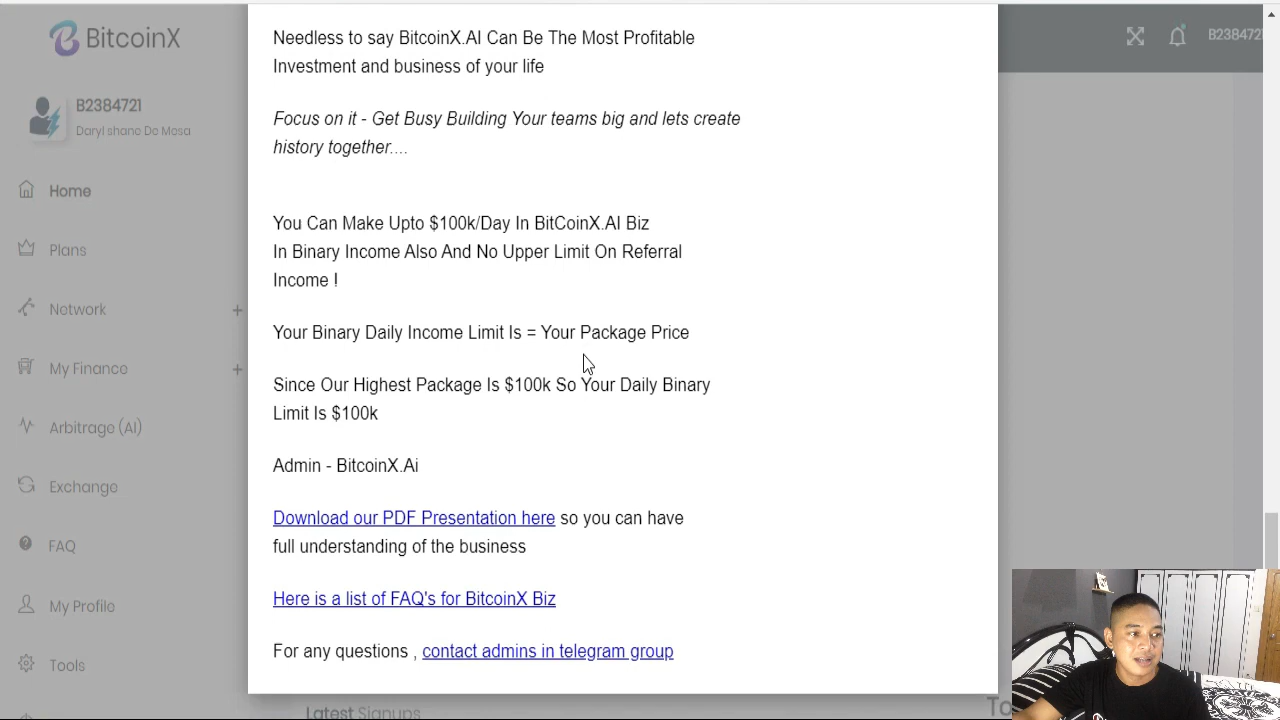 BitcoinX
B2384721
Daryl shane De Mesa
Home
Plans
Network
My Finance
Arbitrage (AI)
Exchange
FAQ
My Profile
Tools
Needless to say BitcoinX.AI Can Be The Most Profitable
Investment and business of your life
Focus on it - Get Busy Building Your teams big and lets create
history together....
You Can Make Upto $100k/Day In BitCoinX.AI Biz
In Binary Income Also And No Upper Limit On Referral
Income !
Your Binary Daily Income Limit Is = Your Package Price
Since Our Highest Package Is $100k So Your Daily Binary
Limit Is $100k
Admin - BitcoinX.Ai
Download our PDF Presentation here so you can have
full understanding of the business
Here is a list of FAQ's for BitcoinX Biz
For any questions , contact admins in telegram group
Latest Signups
To
B2384721